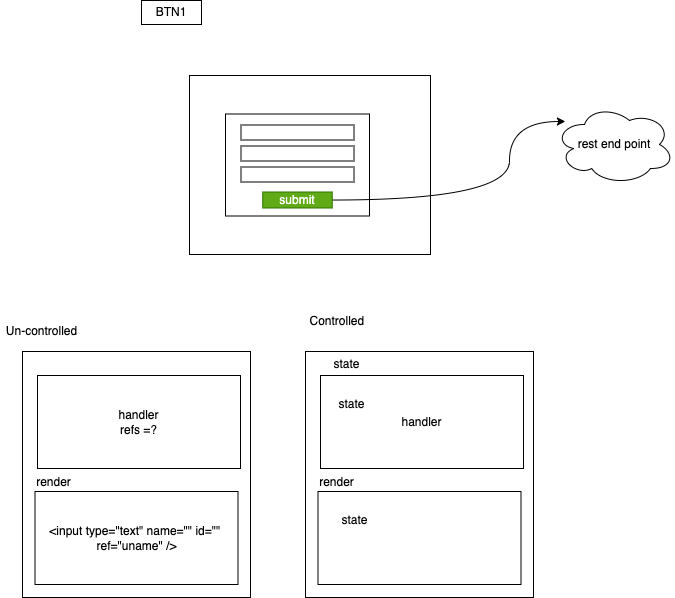 BTN1
rest end point
submit
Un-controlled
handler
refs =?
render
<input type="text" name="" id=""
ref="uname" />
Controlled
state
state
handler
render
state